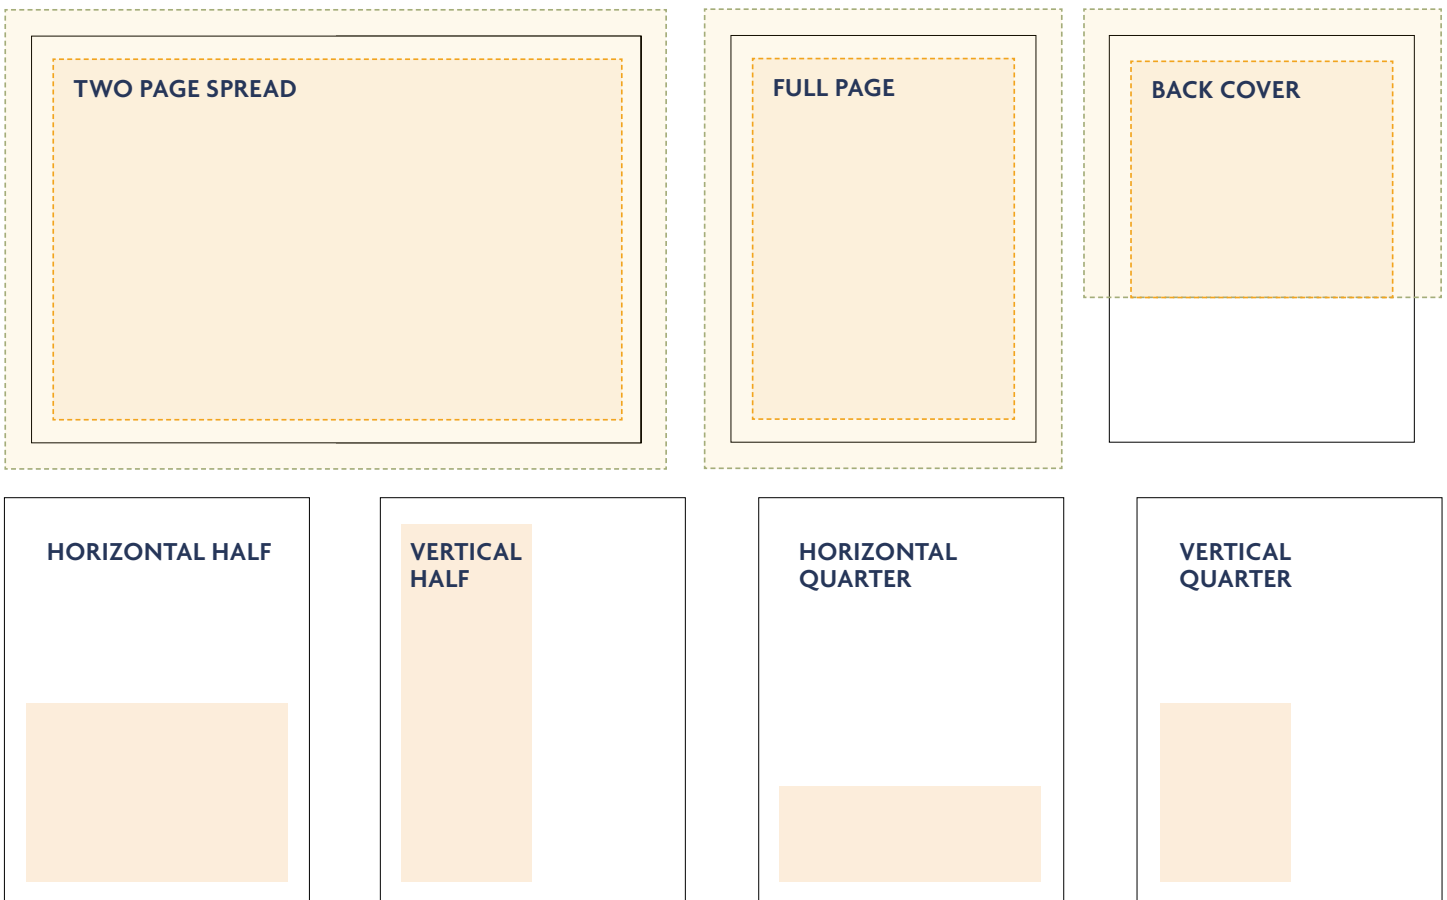 TWO PAGE SPREAD
FULL PAGE
BACK COVER
HORIZONTAL HALF
VERTICAL
HALF
HORIZONTAL
QUARTER
VERTICAL
QUARTER